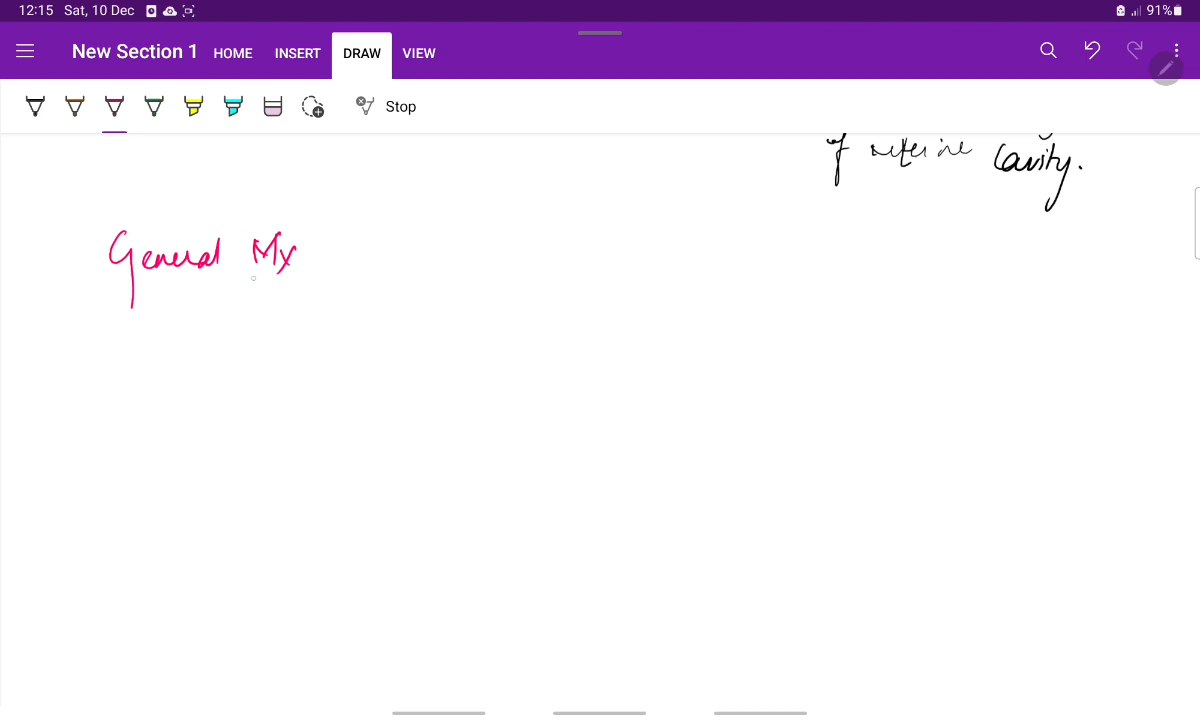 12:15 Sat, 10 Dec 91%
New Section 1 HOME INSERT DRAW VIEW
Stop
of uterine cavity.
General Mx